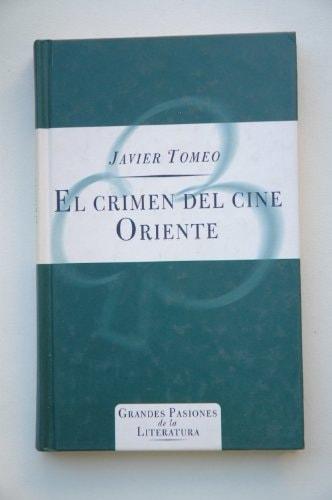 JAVIER TOMEO
EL CRIMEN DEL CINE
ORIENTE
GRANDES PASIONES
de la
LITERATURA